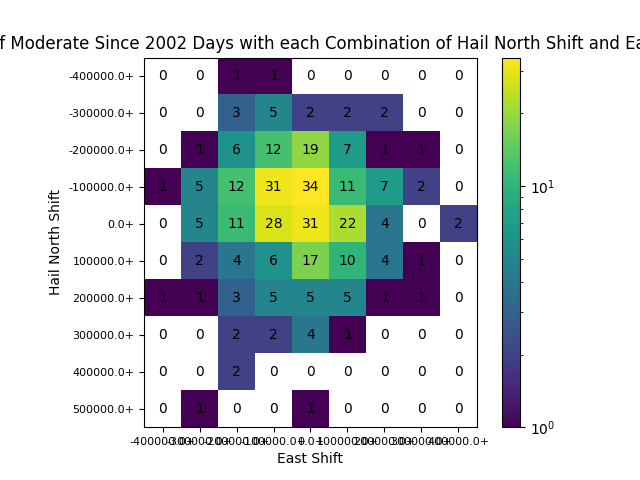 f Moderate Since 2002 Days with each Combination of Hail North Shift and Ea
-400000.0+ 0 0 1 1 0 0 0 0 0
-300000.0+ 0 0 3 5 2 2 2 0 0
-200000.0+ 0 1 6 12 19 7 1 1 0
-100000.0+ 1 5 12 31 34 11 7 2 0
0.0+ 0 5 11 28 31 22 4 0 2
100000.0+ 0 2 4 6 17 10 4 1 0
200000.0+ 1 1 3 5 5 5 1 1 0
300000.0+ 0 0 2 2 4 1 0 0 0
400000.0+ 0 0 2 0 0 0 0 0 0
500000.0+ 0 1 0 0 1 0 0 0 0
Hail North Shift
East Shift
10^1
10^0